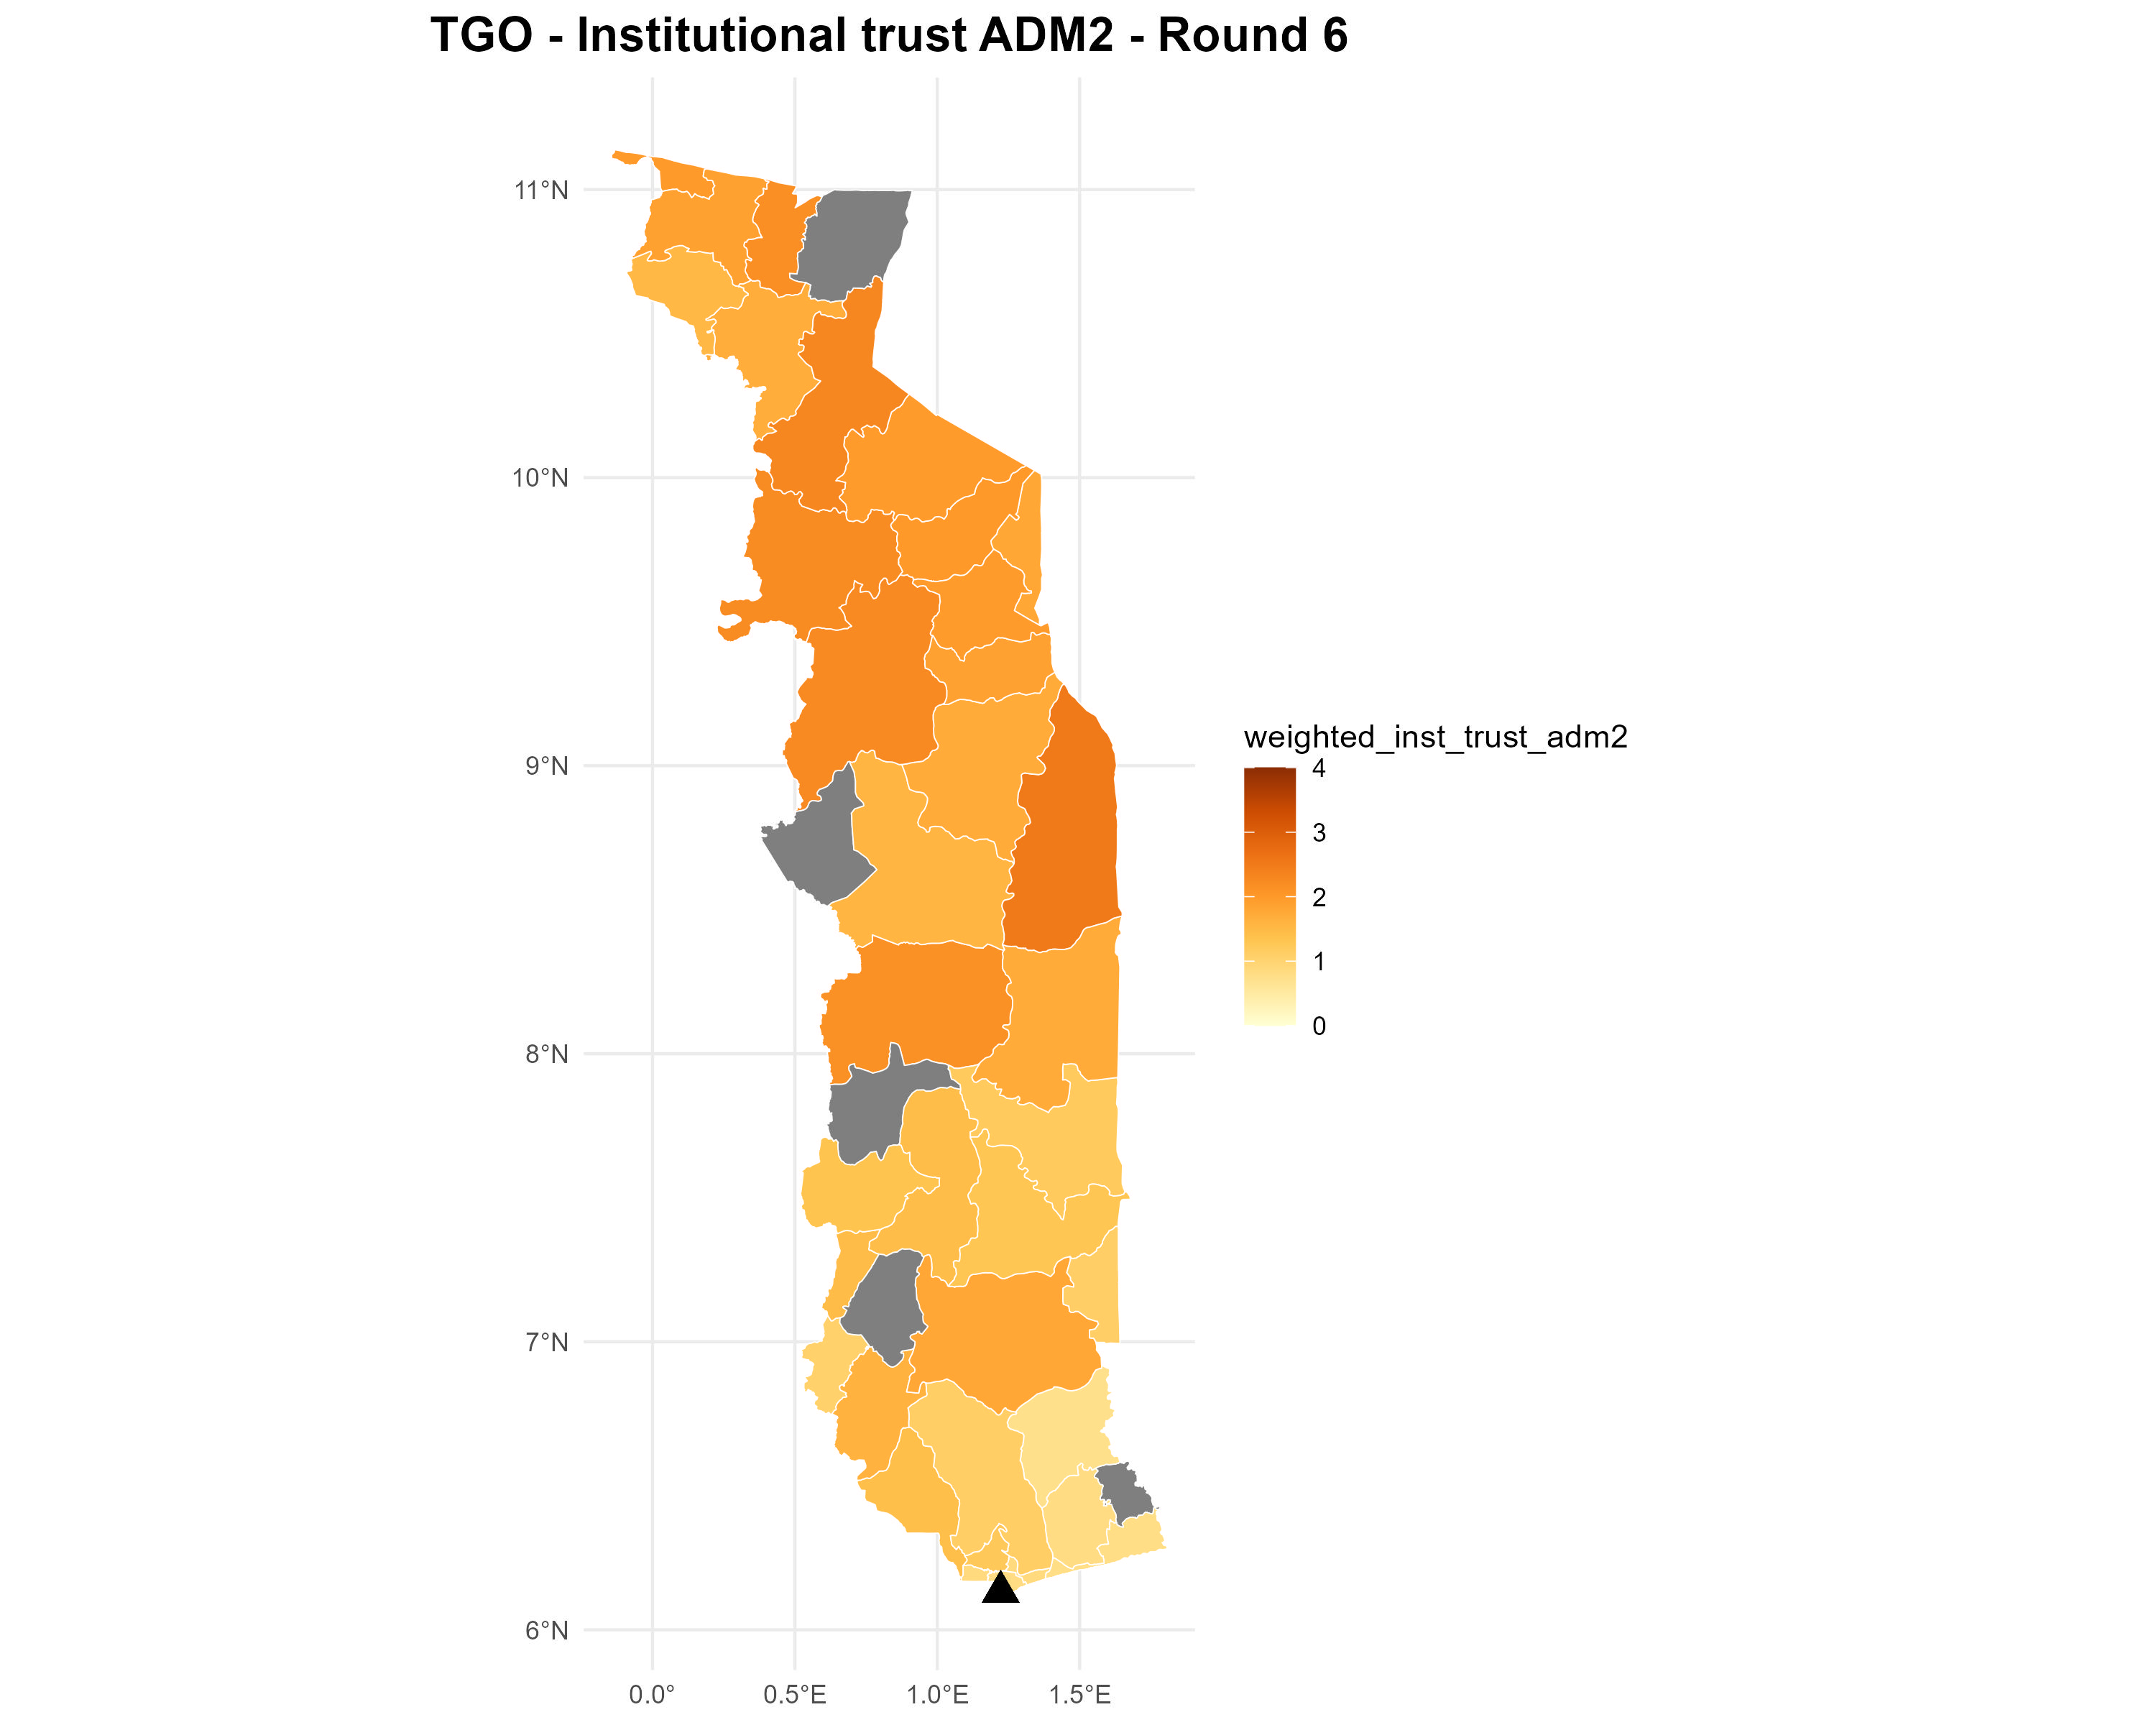 TGO - Institutional trust ADM2 - Round 6
11°N
10°N
9°N
8°N
7°N
6°N
0.0°
0.5°E
1.0°E
1.5°E
weighted_inst_trust_adm2
4
3
2
1
0